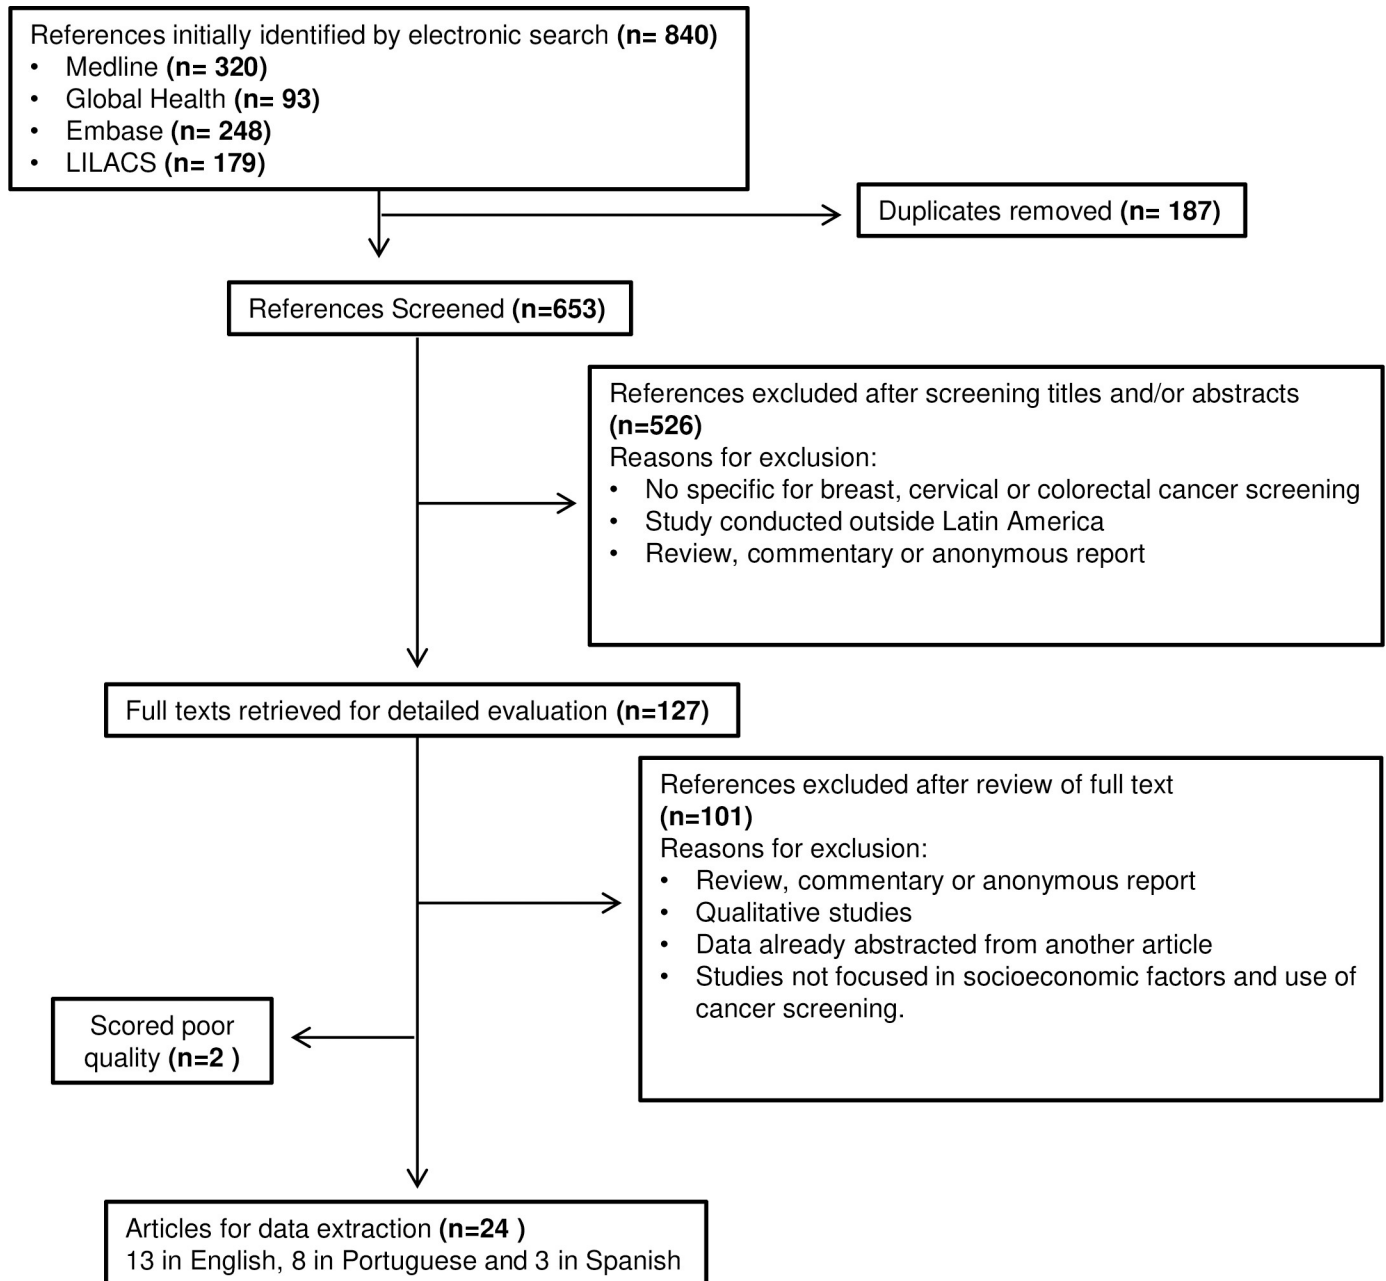 References initially identified by electronic search (n= 840)
• Medline (n= 320)
• Global Health (n= 93)
• Embase (n= 248)
• LILACS (n= 179)
Duplicates removed (n= 187)
References Screened (n=653)
References excluded after screening titles and/or abstracts
(n=526)
Reasons for exclusion:
• No specific for breast, cervical or colorectal cancer screening
• Study conducted outside Latin America
• Review, commentary or anonymous report
Full texts retrieved for detailed evaluation (n=127)
References excluded after review of full text
(n=101)
Reasons for exclusion:
• Review, commentary or anonymous report
• Qualitative studies
• Data already abstracted from another article
• Studies not focused in socioeconomic factors and use of
cancer screening.
Scored poor
quality (n=2 )
Articles for data extraction (n=24 )
13 in English, 8 in Portuguese and 3 in Spanish